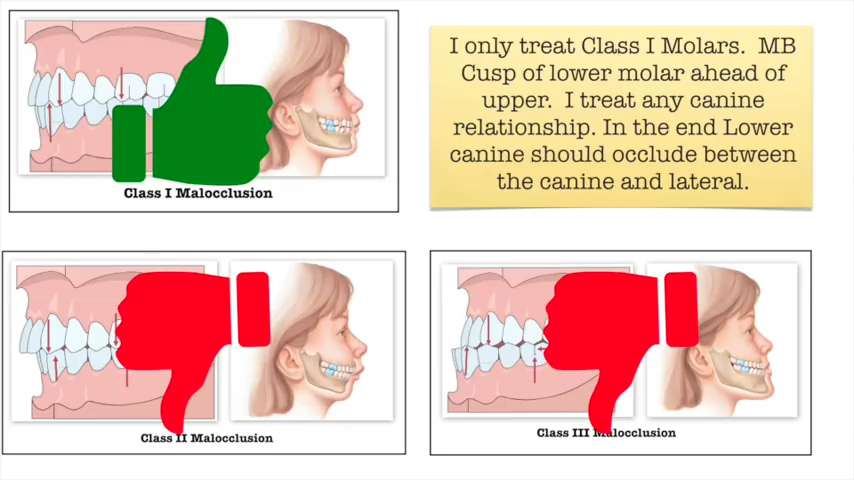 I only treat Class I Molars.  MB
Cusp of lower molar ahead of
upper.  I treat any canine
relationship. In the end Lower
canine should occlude between
the canine and lateral.
Class I Malocclusion
Class II Malocclusion
Class III Malocclusion